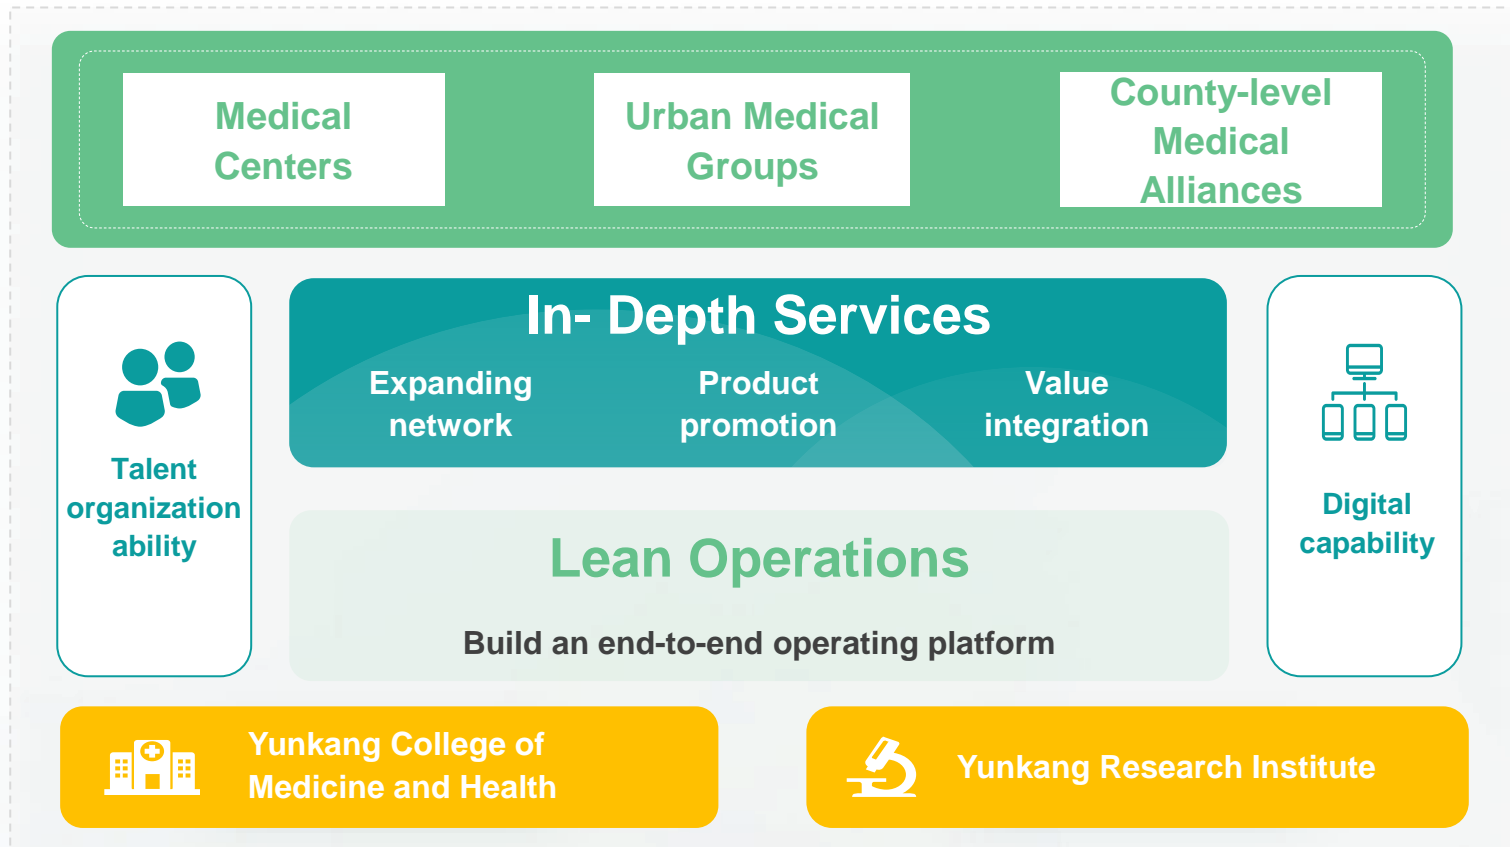 Medical
Centers
Urban Medical
Groups
County-level
Medical
Alliances
In- Depth Services
Expanding
network
Product
promotion
Value
integration
Talent
organization
ability
Digital
capability
Lean Operations
Build an end-to-end operating platform
Yunkang College of
Medicine and Health
Yunkang Research Institute